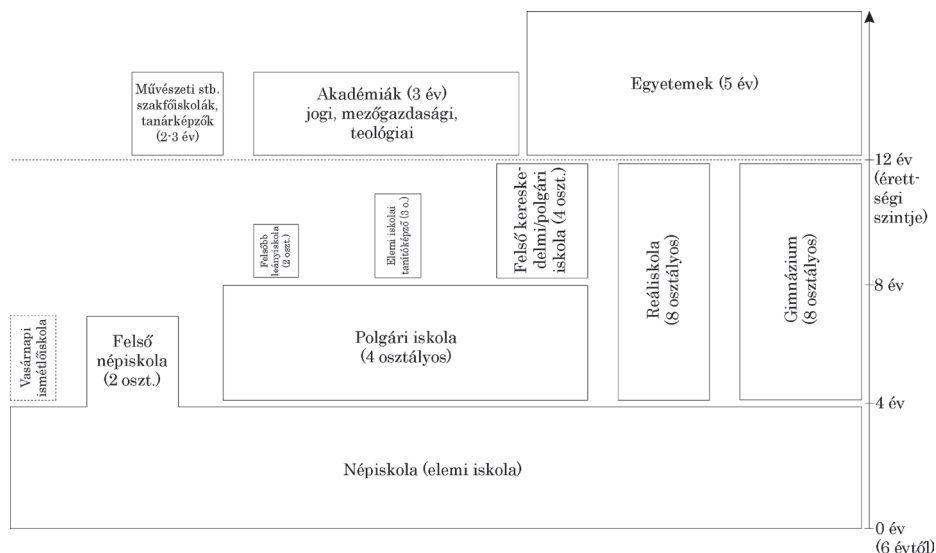 Művészeti stb.
szakfőiskolák,
tanárképzők
(2-3 év)
Akadémiák (3 év)
jogi, mezőgazdasági,
teológiai
Egyetemek (5 év)
12 év
(érett-
ségi
szintje)
Felsőbb
leányiskola
(2 oszt.)
Elemi iskolai
tanítóképző (3 o.)
Felső kereske-
delmi/polgári
iskola (4 oszt.)
Reáliskola
(8 osztályos)
Gimnázium
(8 osztályos)
8 év
Vasárnapi
ismétlőiskola
Felső
népiskola
(2 oszt.)
Polgári iskola
(4 osztályos)
4 év
Népiskola (elemi iskola)
0 év
(6 évtől)